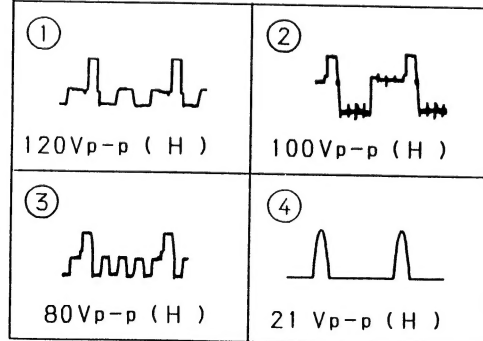 ①
120Vp-p ( H )
②
100Vp-p ( H )
③
80Vp-p ( H )
④
21 Vp-p ( H )